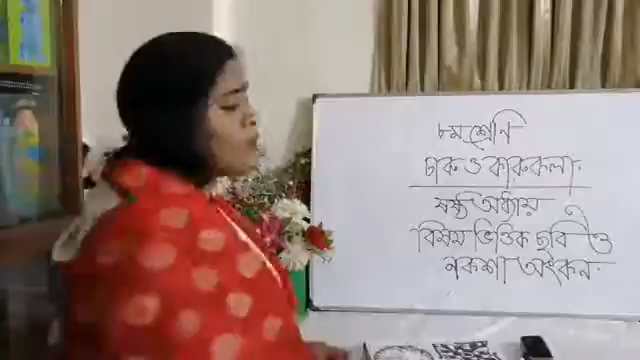 ৮ম শ্রেণি
চারু ও কারুকলা
ষষ্ঠ অধ্যায়
বিষয় ভিত্তিক ছবি ও
নকশা অংকন